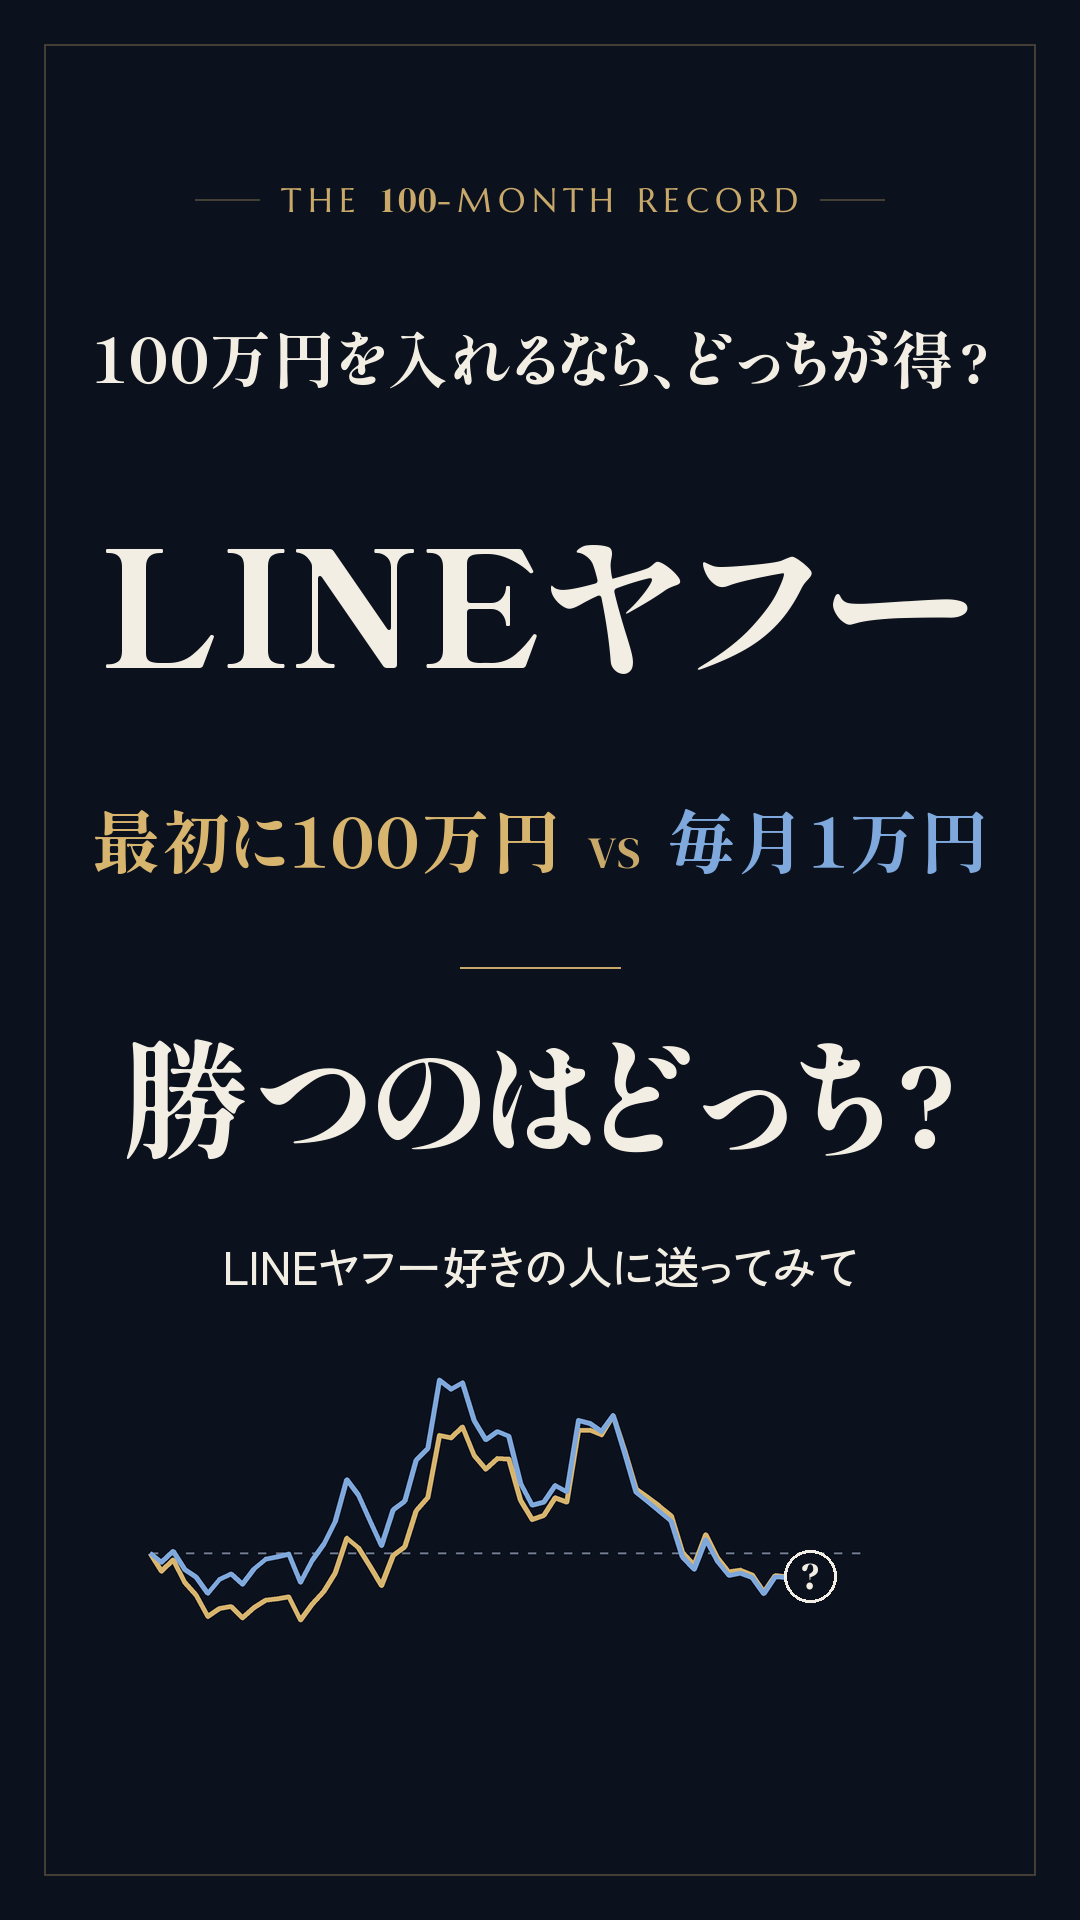 THE 100-MONTH RECORD
100万円を入れるなら、どっちが得?
LINEヤフー
最初に100万円 vs 毎月1万円
勝つのはどっち?
LINEヤフー好きの人に送ってみて
?